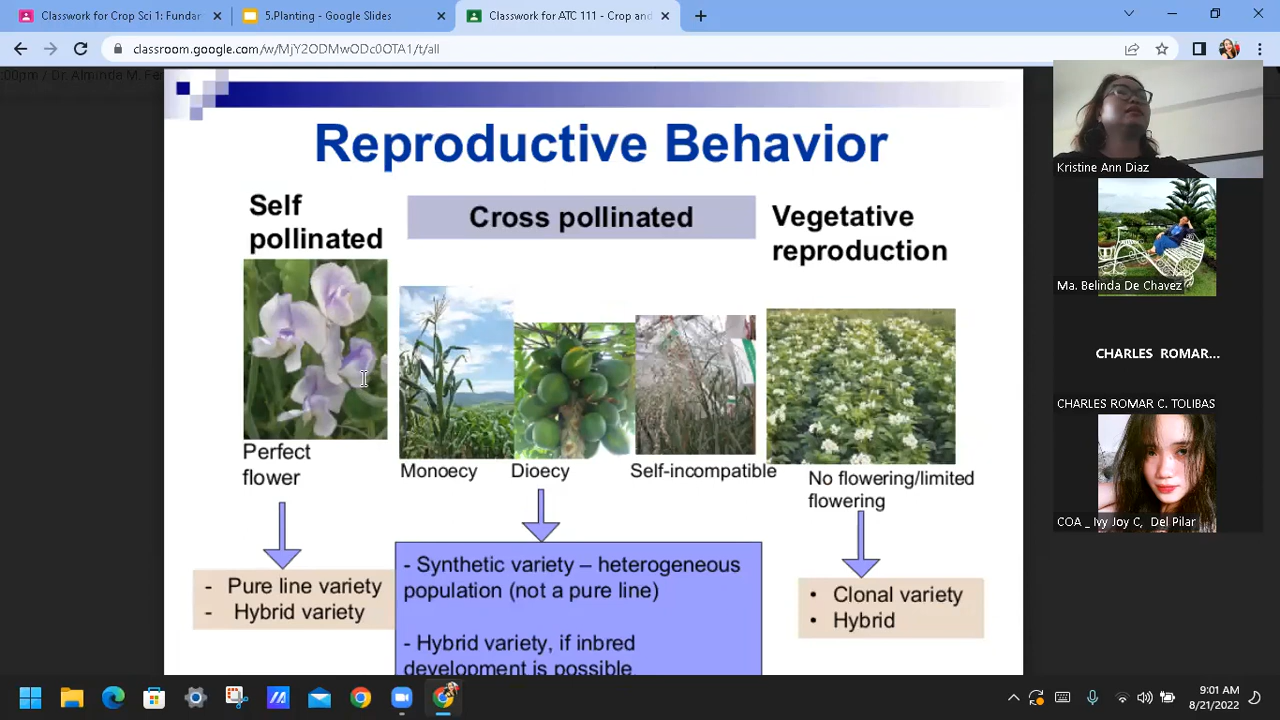 Classwork for Crop Sci 1: Fundar
5.Planting - Google Slides
Classwork for ATC 111 - Crop and
classroom.google.com/w/MjY2ODMwODc0OTA1/t/all
:00pm / Dr. Almunda M. Fe
Reproductive Behavior
Self
pollinated
Cross pollinated
Vegetative
reproduction
Perfect
flower
Monoecy
Dioecy
Self-incompatible
No flowering/limited
flowering
- Pure line variety
- Hybrid variety
- Synthetic variety – heterogeneous
population (not a pure line)
- Hybrid variety, if inbred
development is possible
• Clonal variety
• Hybrid
Kristine Ann Diaz
Ma. Belinda De Chavez
CHARLES ROMAR...
CHARLES ROMAR C. TOLIBAS
COA _ Ivy Joy C, Del Pilar
9:01 AM
8/21/2022